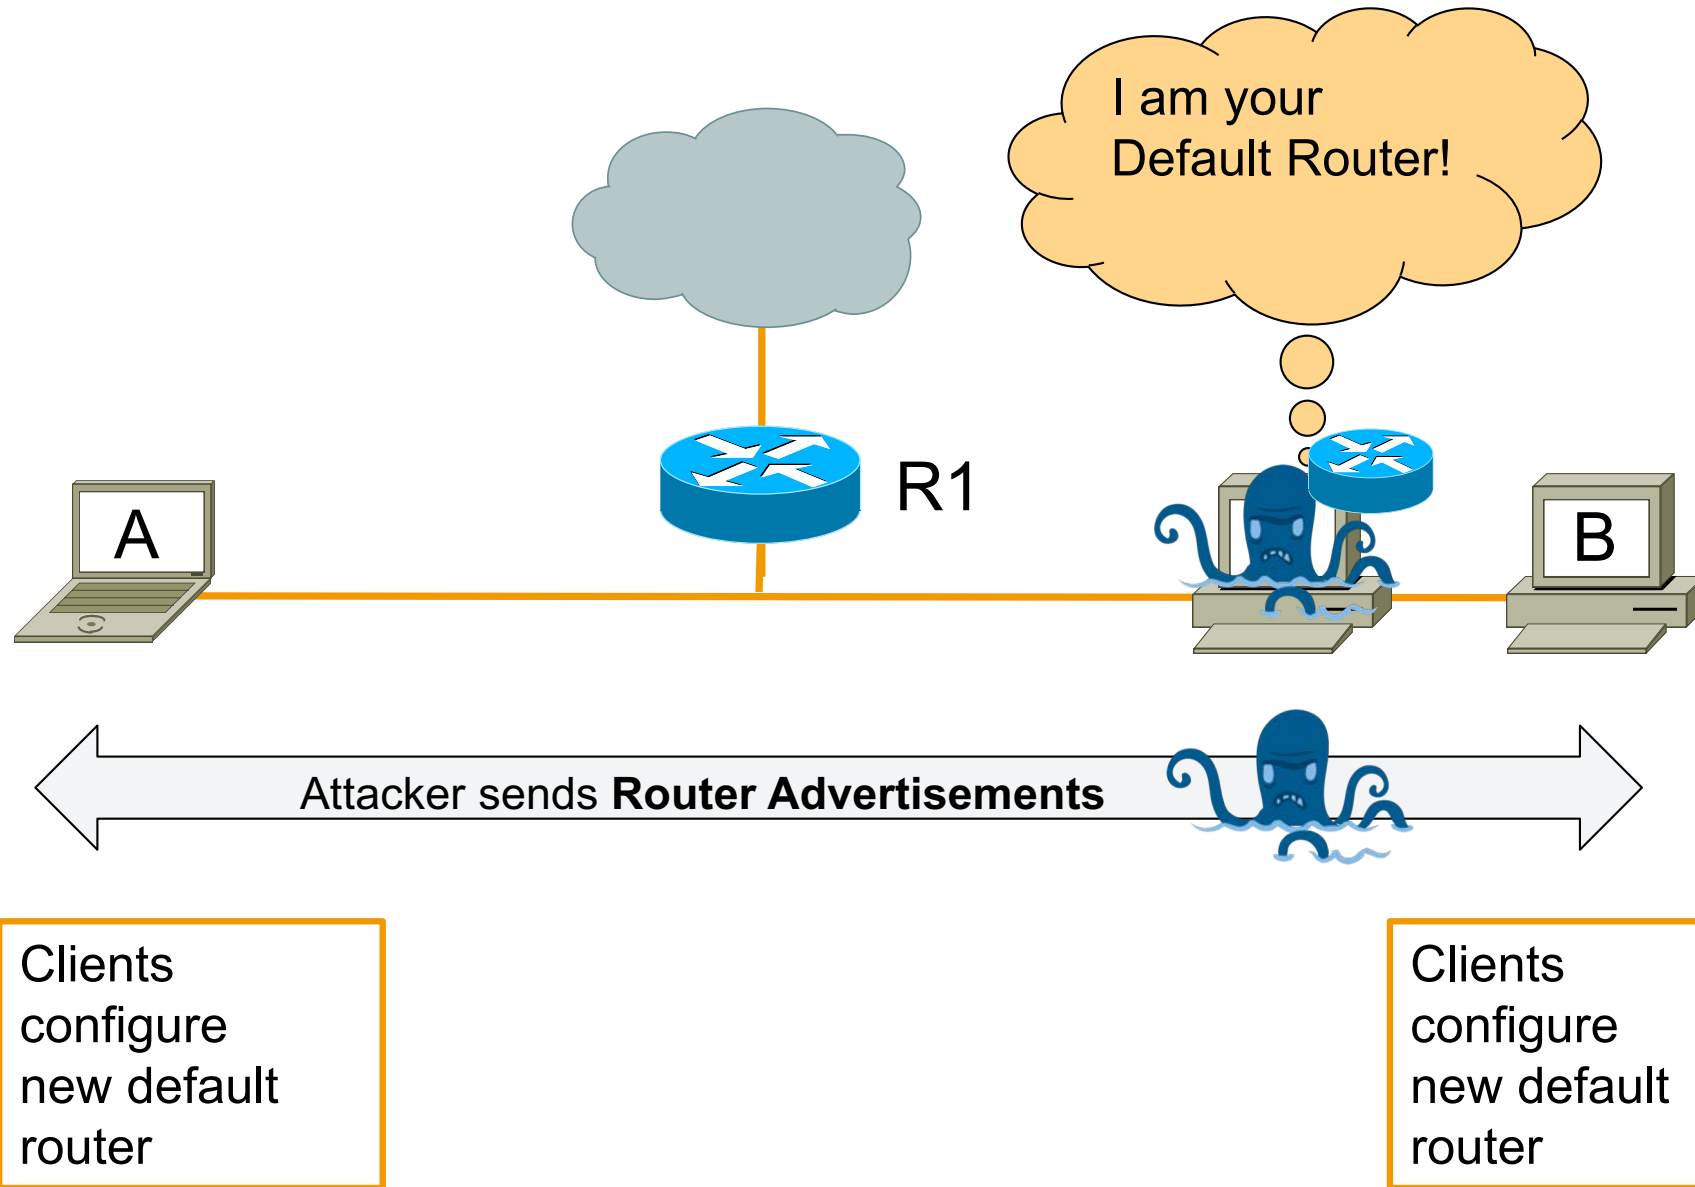 I am your
Default Router!
R1
A
B
Attacker sends Router Advertisements
Clients
configure
new default
router
Clients
configure
new default
router